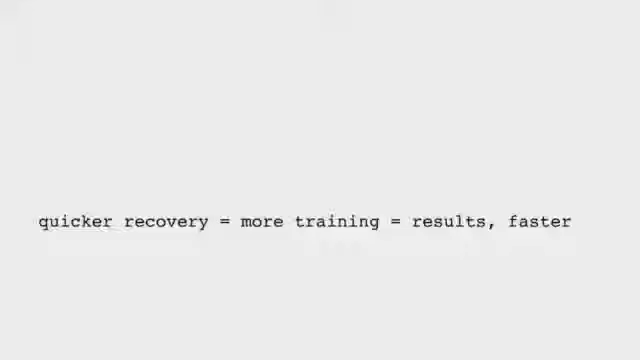 quicker recovery = more training = results, faster